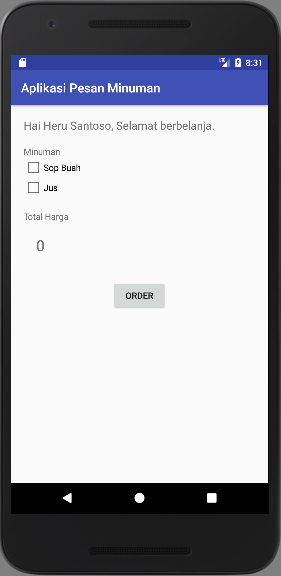 8:31
Aplikasi Pesan Minuman
Hai Heru Santoso, Selamat berbelanja.
Minuman
Sop Buah
Jus
Total Harga
0
ORDER